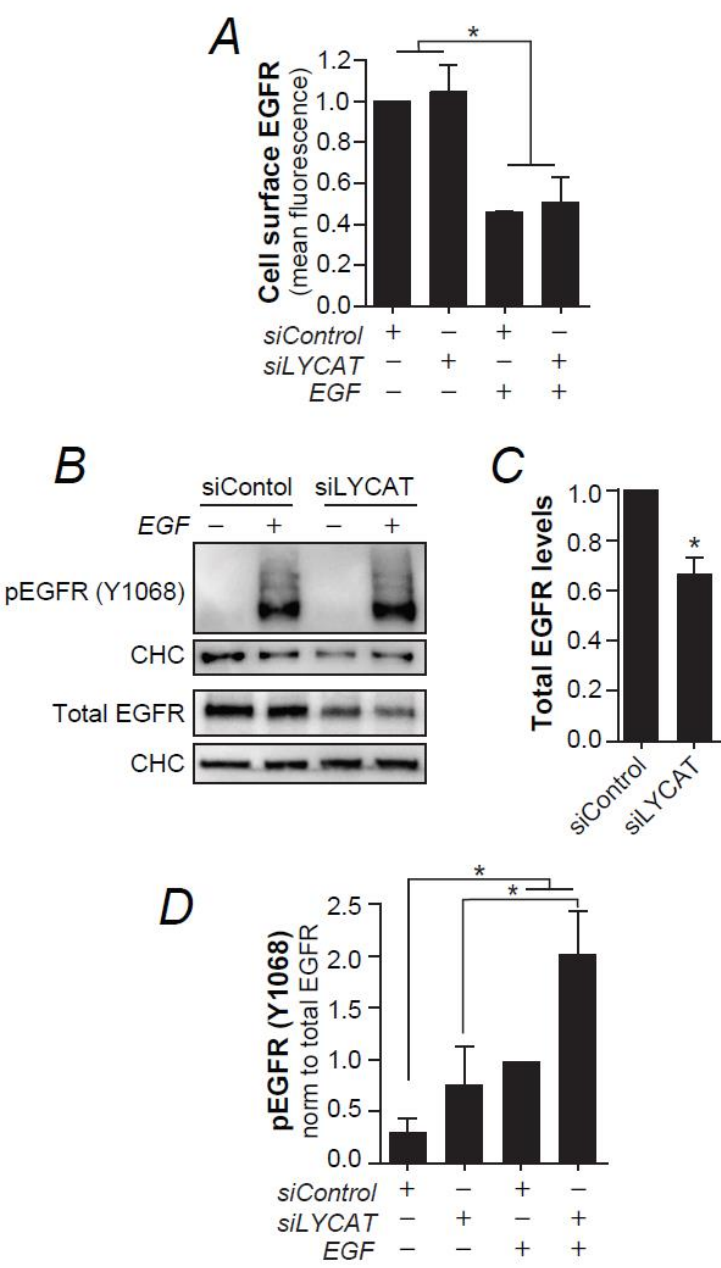 A
*
Cell surface EGFR
(mean fluorescence)
1.2
1.0
0.8
0.6
0.4
0.2
0.0
siControl + – + –
siLYCAT – + – +
EGF – – + +
B
siContol siLYCAT
EGF – + – +
pEGFR (Y1068)
CHC
Total EGFR
CHC
C
Total EGFR levels
1.0
0.8
0.6
0.4
0.2
0.0
*
siControl
siLYCAT
D
*
*
pEGFR (Y1068)
norm to total EGFR
2.5
2.0
1.5
1.0
0.5
0.0
siControl + – + –
siLYCAT – + – +
EGF – – + +